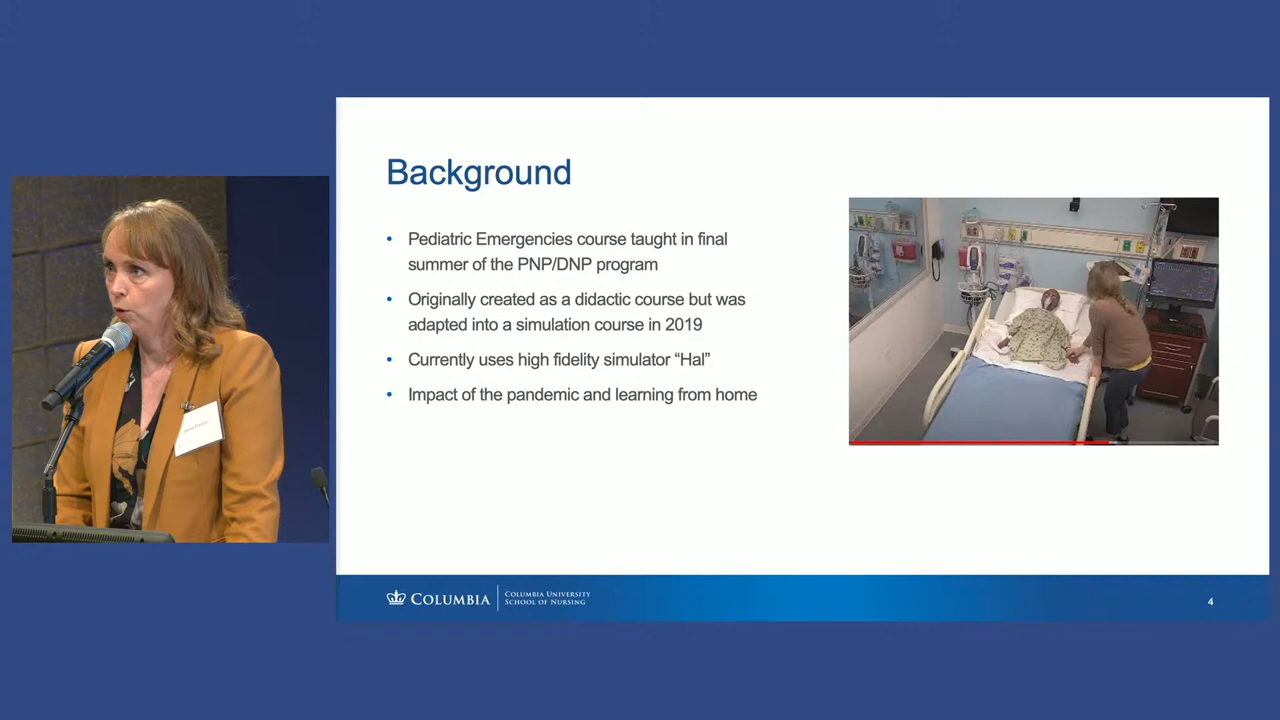 Background
• Pediatric Emergencies course taught in final
summer of the PNP/DNP program
• Originally created as a didactic course but was
adapted into a simulation course in 2019
• Currently uses high fidelity simulator “Hal”
• Impact of the pandemic and learning from home
COLUMBIA
COLUMBIA UNIVERSITY
SCHOOL OF NURSING
4